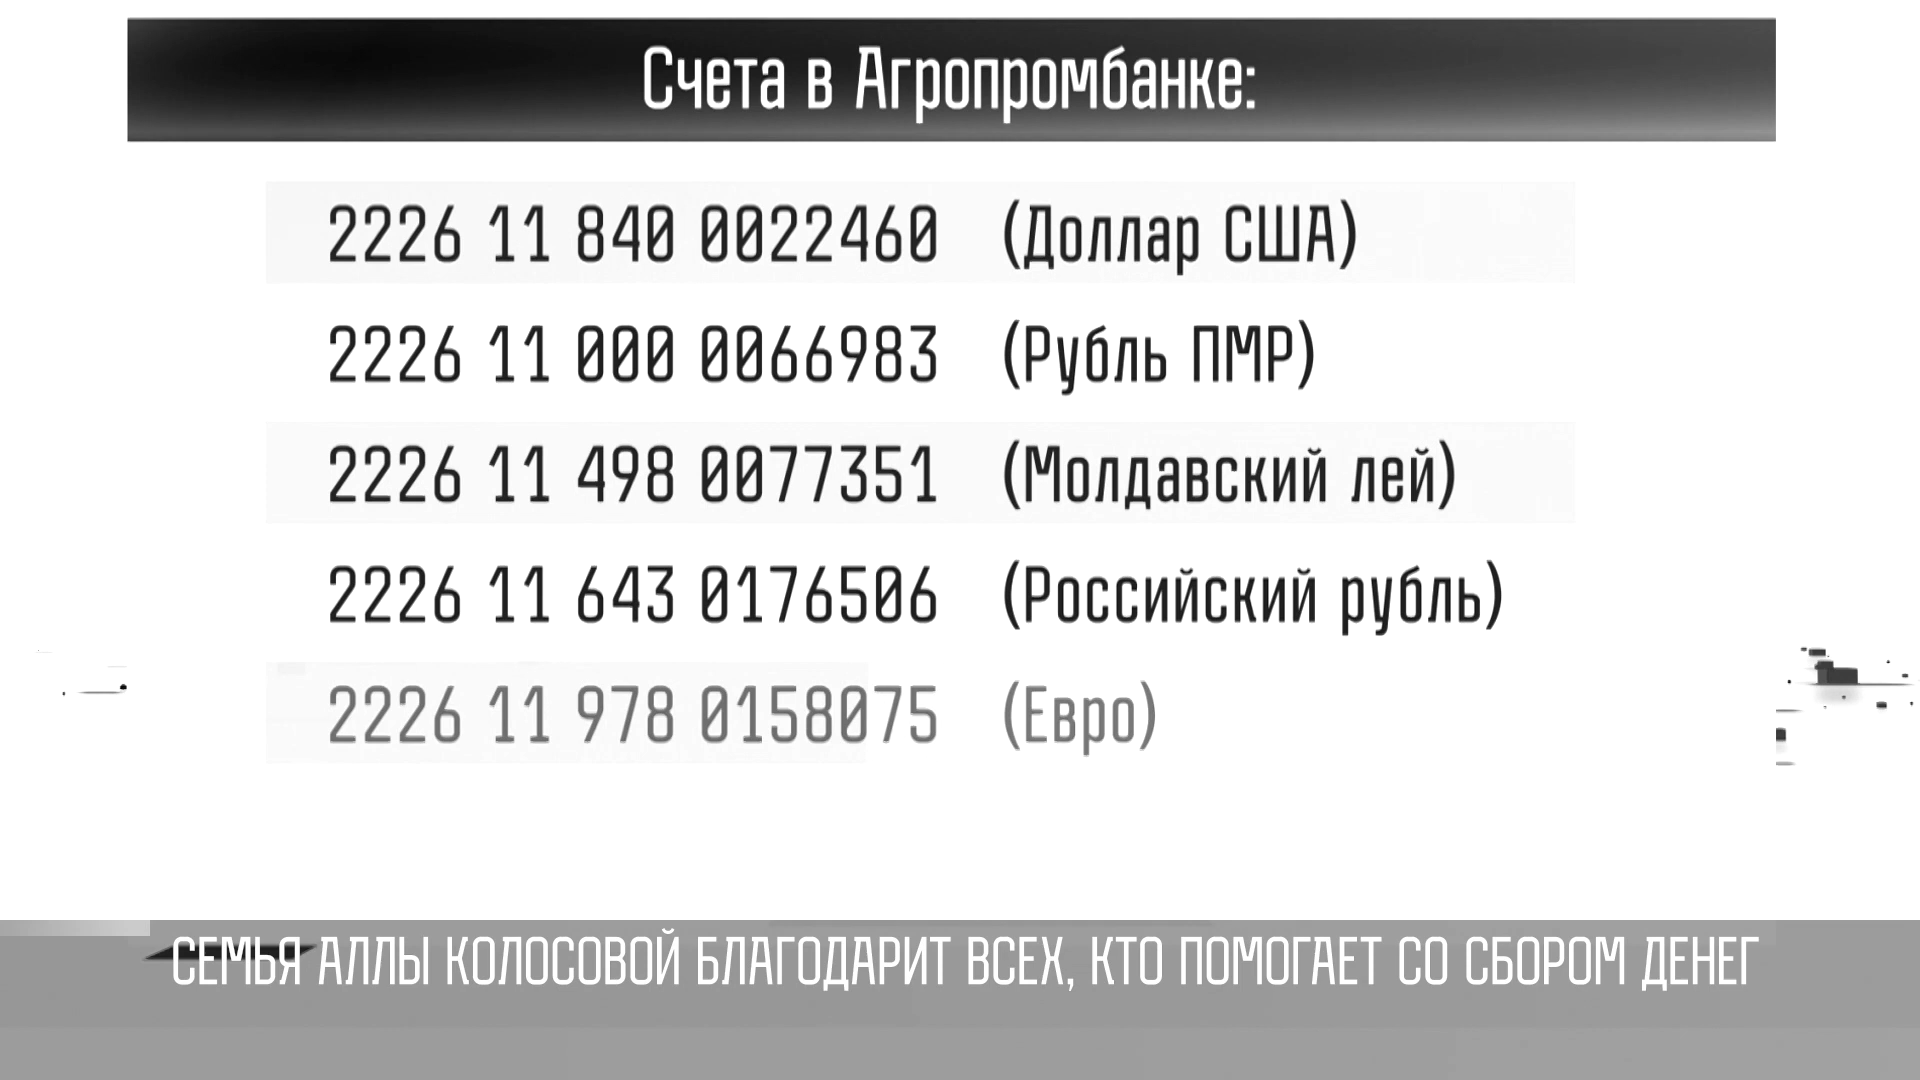 Счета в Агропромбанке:
2226 11 840 0022460 (Доллар США)
2226 11 000 0066983 (Рубль ПМР)
2226 11 498 0077351 (Молдавский лей)
2226 11 643 0176506 (Российский рубль)
2226 11 978 0158075 (Евро)
СЕМЬЯ АЛЛЫ КОЛОСОВОЙ БЛАГОДАРИТ ВСЕХ, КТО ПОМОГАЕТ СО СБОРОМ ДЕНЕГ